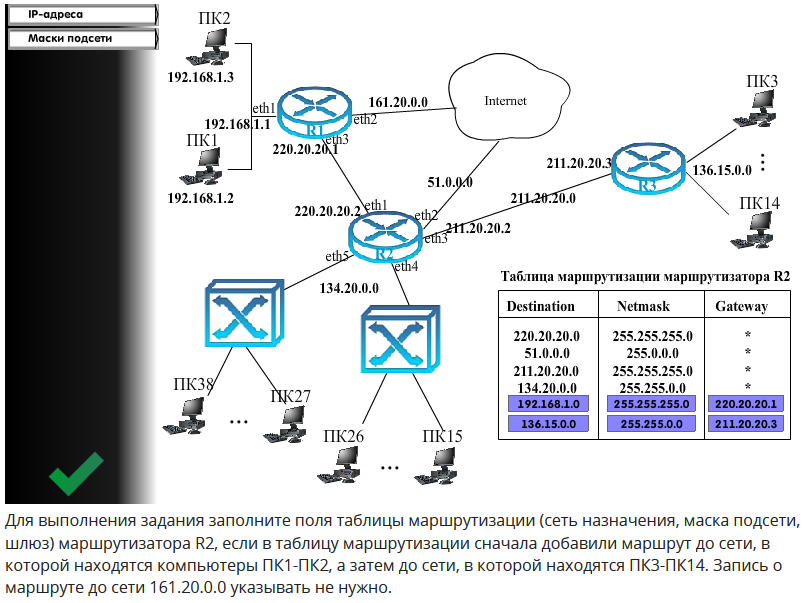 IP-адреса
Маски подсети
ПК2
192.168.1.3
eth1
192.168.1.1
ПК1
192.168.1.2
R1
eth2
161.20.0.0
eth3
220.20.20.1
Internet
51.0.0.0
ПК3
211.20.20.3
R3
136.15.0.0
ПК14
211.20.20.0
220.20.20.2
eth1
eth2
211.20.20.2
eth3
R2
eth5
eth4
134.20.0.0
ПК38
...
ПК27
ПК26
...
ПК15
Таблица маршрутизации маршрутизатора R2
Destination Netmask Gateway
220.20.20.0 255.255.255.0 *
51.0.0.0 255.0.0.0 *
211.20.20.0 255.255.255.0 *
134.20.0.0 255.255.0.0 *
192.168.1.0 255.255.255.0 220.20.20.1
136.15.0.0 255.255.0.0 211.20.20.3
Для выполнения задания заполните поля таблицы маршрутизации (сеть назначения, маска подсети,
шлюз) маршрутизатора R2, если в таблицу маршрутизации сначала добавили маршрут до сети, в
которой находятся компьютеры ПК1-ПК2, а затем до сети, в которой находятся ПК3-ПК14. Запись о
маршруте до сети 161.20.0.0 указывать не нужно.